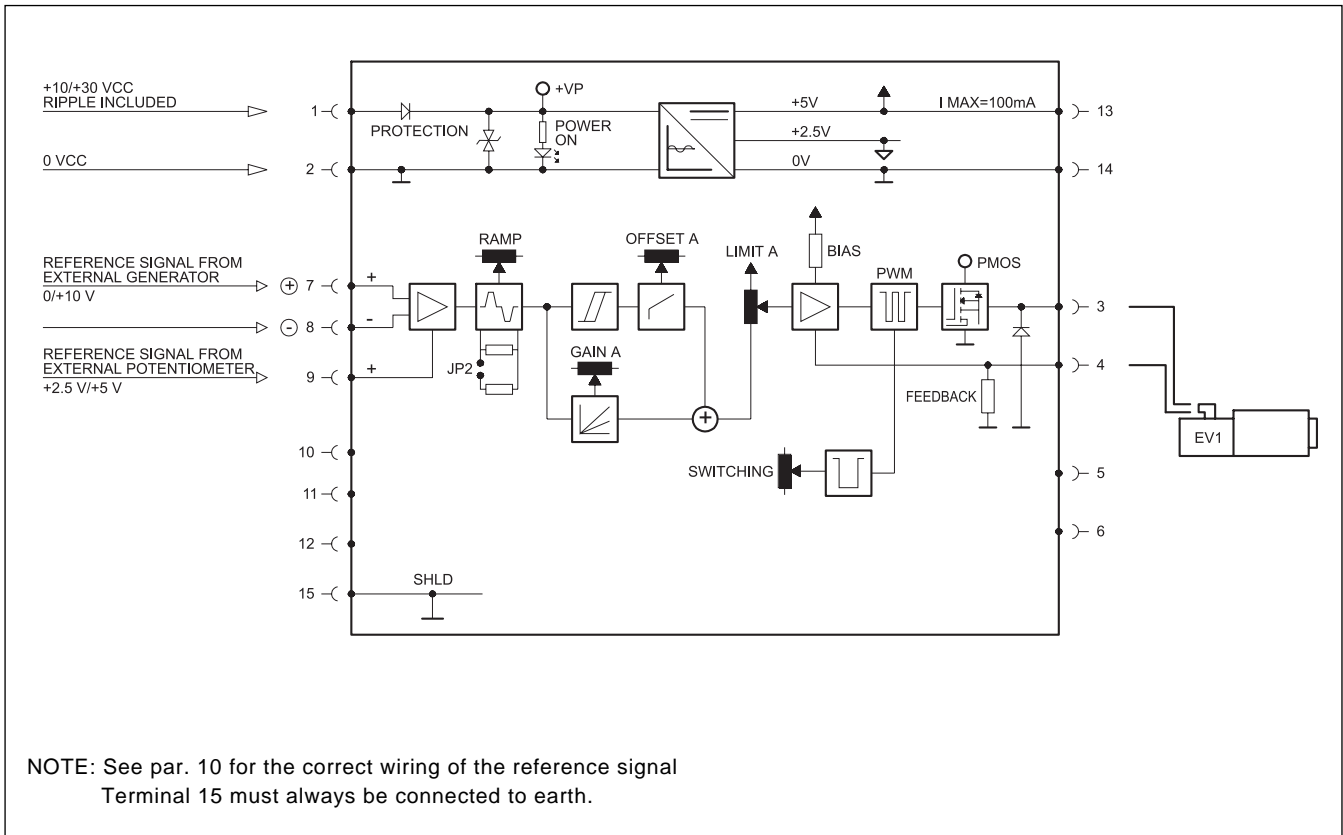 +10/+30 VCC
RIPPLE INCLUDED
1
PROTECTION
+VP
POWER
ON
+5V
I MAX=100mA
13
+2.5V
0 VCC
2
0V
14
REFERENCE SIGNAL FROM
EXTERNAL GENERATOR
0/+10 V
+ 7
+
- 8
-
REFERENCE SIGNAL FROM
EXTERNAL POTENTIOMETER
+2.5 V/+5 V
9
+
RAMP
JP2
OFFSET A
GAIN A
+
LIMIT A
BIAS
PWM
PMOS
3
4
FEEDBACK
EV1
SWITCHING
10
11
12
5
6
15
SHLD
NOTE: See par. 10 for the correct wiring of the reference signal
Terminal 15 must always be connected to earth.